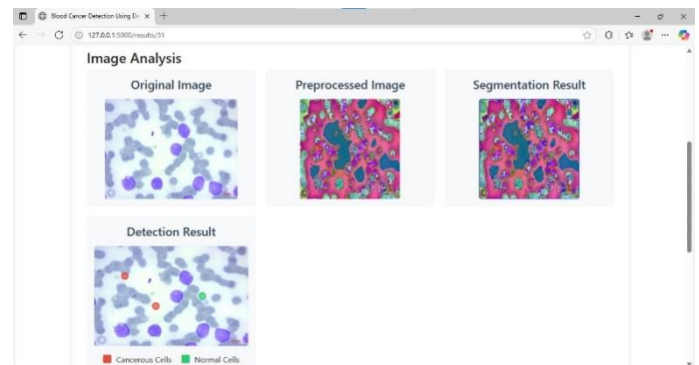 Blood Cancer Detection Using De
127.0.0.1:5000/results/31
Image Analysis
Original Image
Preprocessed Image
Segmentation Result
Detection Result
Cancerous Cells
Normal Cells